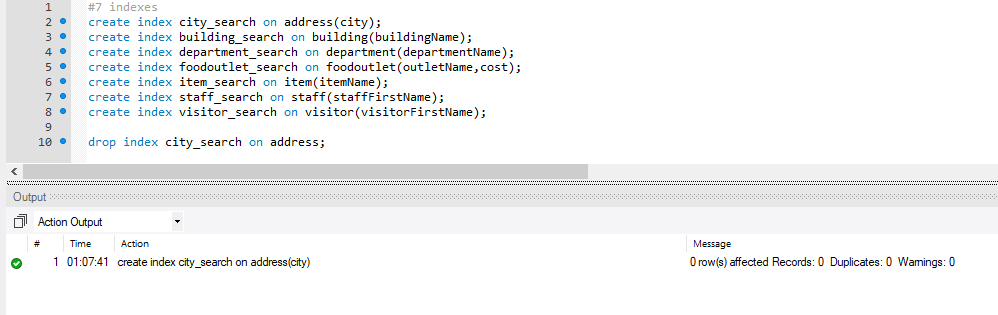 1 #7 indexes
2 create index city_search on address(city);
3 create index building_search on building(buildingName);
4 create index department_search on department(departmentName);
5 create index foodoutlet_search on foodoutlet(outletName,cost);
6 create index item_search on item(itemName);
7 create index staff_search on staff(staffFirstName);
8 create index visitor_search on visitor(visitorFirstName);
9
10 drop index city_search on address;
Output
Action Output
# Time Action Message
1 01:07:41 create index city_search on address(city) 0 row(s) affected Records: 0 Duplicates: 0 Warnings: 0